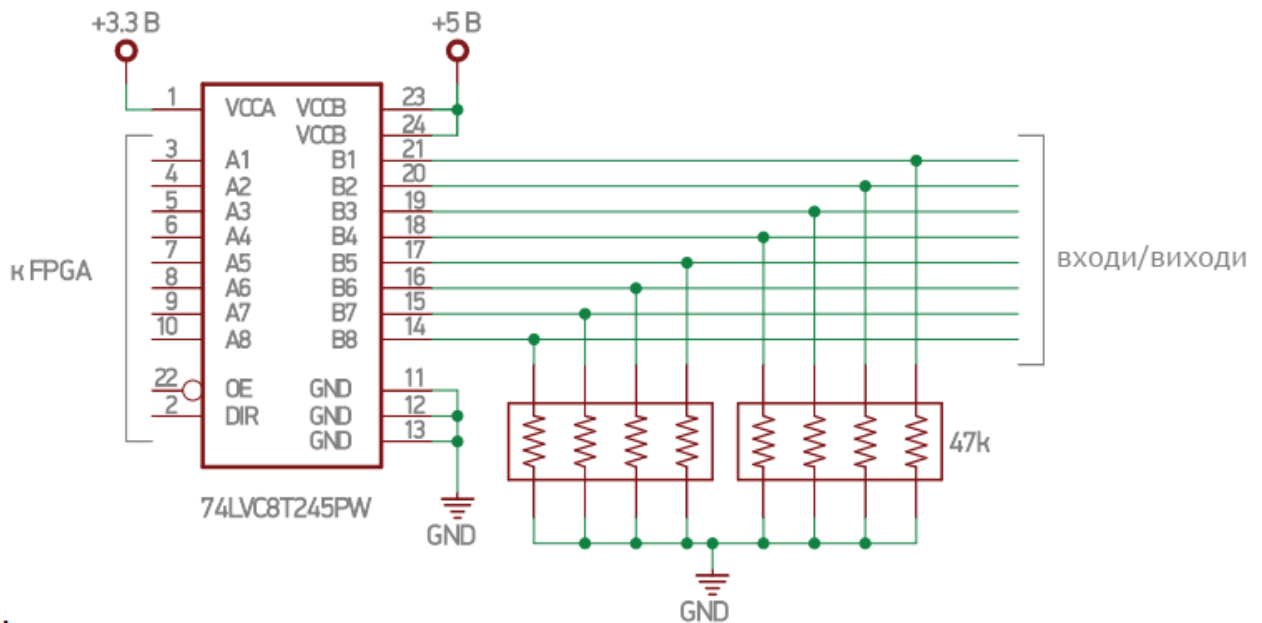 +3.3 В
+5 В
1 VCCA VCCB 23
VCCB 24
3 A1 B1 21
4 A2 B2 20
5 A3 B3 19
6 A4 B4 18
7 A5 B5 17
8 A6 B6 16
9 A7 B7 15
10 A8 B8 14
к FPGA
входи/виходи
22 OE GND 11
2 DIR GND 12
GND 13
47k
74LVC8T245PW
GND
GND